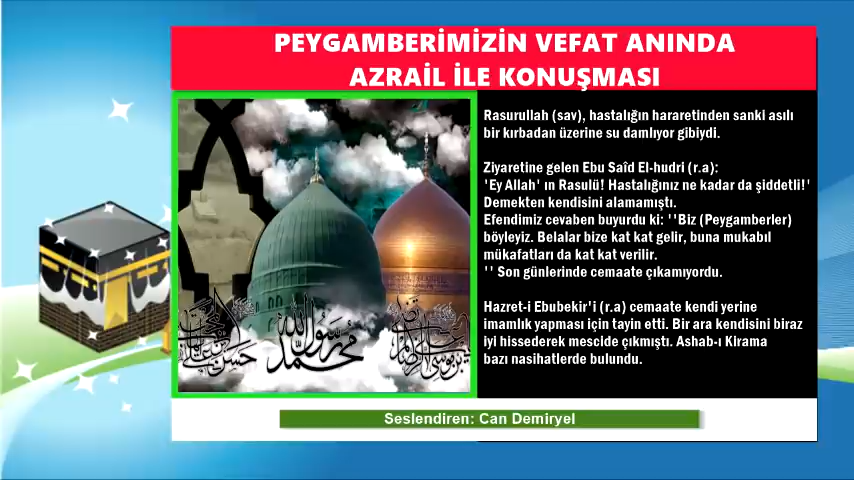 PEYGAMBERİMİZİN VEFAT ANINDA
AZRAİL İLE KONUŞMASI
Rasurullah (sav), hastalığın hararetinden sanki asılı
bir kırbadan üzerine su damlıyor gibiydi.
Ziyaretine gelen Ebu Saîd El-hudri (r.a):
'Ey Allah' ın Rasulü! Hastalığınız ne kadar da şiddetli!'
Demekten kendisini alamamıştı.
Efendimiz cevaben buyurdu ki: ''Biz (Peygamberler)
böyleyiz. Belalar bize kat kat gelir, buna mukabıl
mükafatları da kat kat verilir.
'' Son günlerinde cemaate çıkamıyordu.
Hazret-i Ebubekir'i (r.a) cemaate kendi yerine
imamlık yapması için tayin etti. Bir ara kendisini biraz
iyi hissederek mescide çıkmıştı. Ashab-ı Kirama
bazı nasihatlerde bulundu.
محمد رسول الله
Seslendiren: Can Demiryel